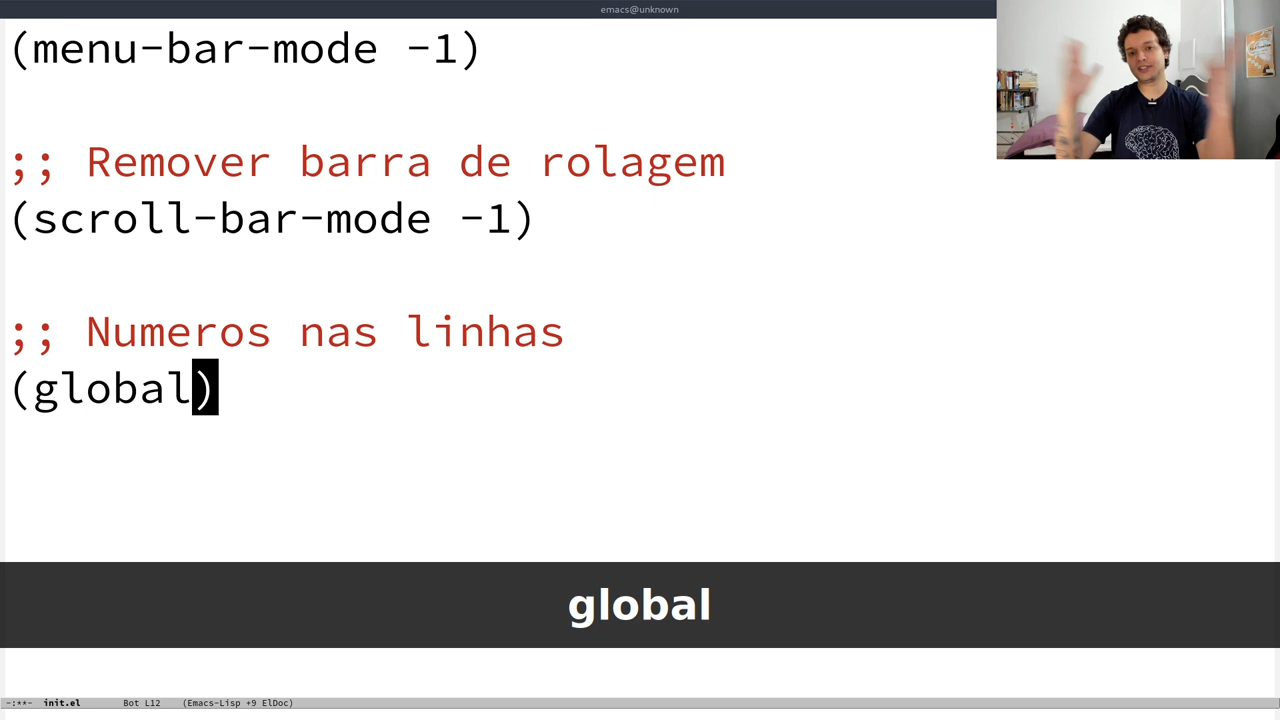 emacs@unknown
(menu-bar-mode -1)
;; Remover barra de rolagem
(scroll-bar-mode -1)
;; Numeros nas linhas
(global)
global
-:**-  init.el        Bot L12    (Emacs-Lisp +9 ElDoc)